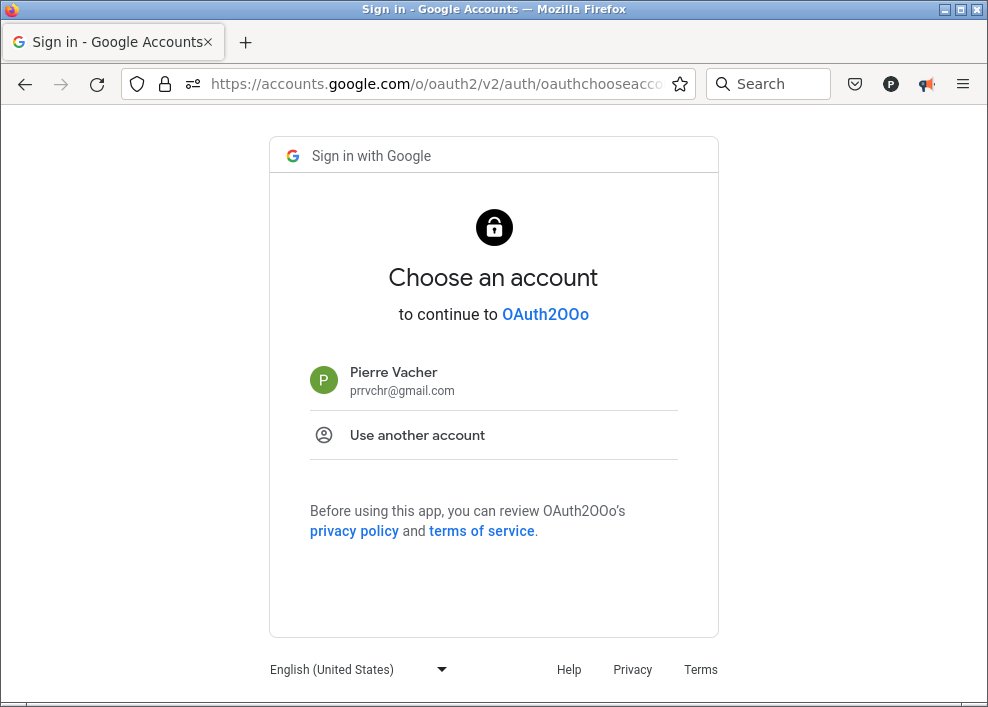 Sign in - Google Accounts — Mozilla Firefox
Sign in - Google Accounts
https://accounts.google.com/o/oauth2/v2/auth/oauthchooseacco
Search
P
Sign in with Google
Choose an account
to continue to OAuth2OOo
P
Pierre Vacher
prrvchr@gmail.com
Use another account
Before using this app, you can review OAuth2OOo’s
privacy policy and terms of service.
English (United States)
Help
Privacy
Terms